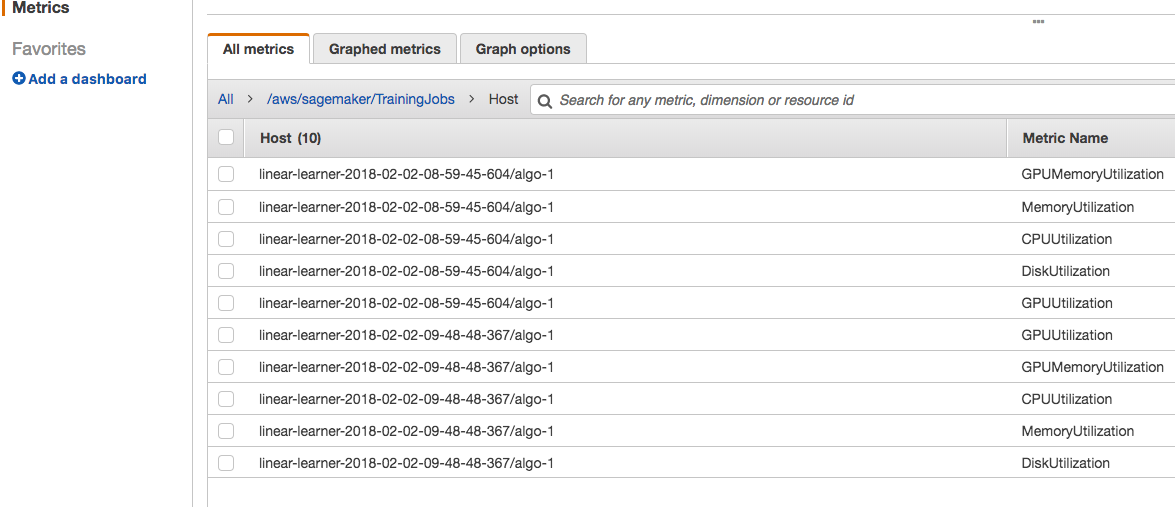 Metrics
Favorites
Add a dashboard
All metrics Graphed metrics Graph options
All > /aws/sagemaker/TrainingJobs > Host Search for any metric, dimension or resource id
Host (10) Metric Name
linear-learner-2018-02-02-08-59-45-604/algo-1 GPUMemoryUtilization
linear-learner-2018-02-02-08-59-45-604/algo-1 MemoryUtilization
linear-learner-2018-02-02-08-59-45-604/algo-1 CPUUtilization
linear-learner-2018-02-02-08-59-45-604/algo-1 DiskUtilization
linear-learner-2018-02-02-08-59-45-604/algo-1 GPUUtilization
linear-learner-2018-02-02-09-48-48-367/algo-1 GPUUtilization
linear-learner-2018-02-02-09-48-48-367/algo-1 GPUMemoryUtilization
linear-learner-2018-02-02-09-48-48-367/algo-1 CPUUtilization
linear-learner-2018-02-02-09-48-48-367/algo-1 MemoryUtilization
linear-learner-2018-02-02-09-48-48-367/algo-1 DiskUtilization